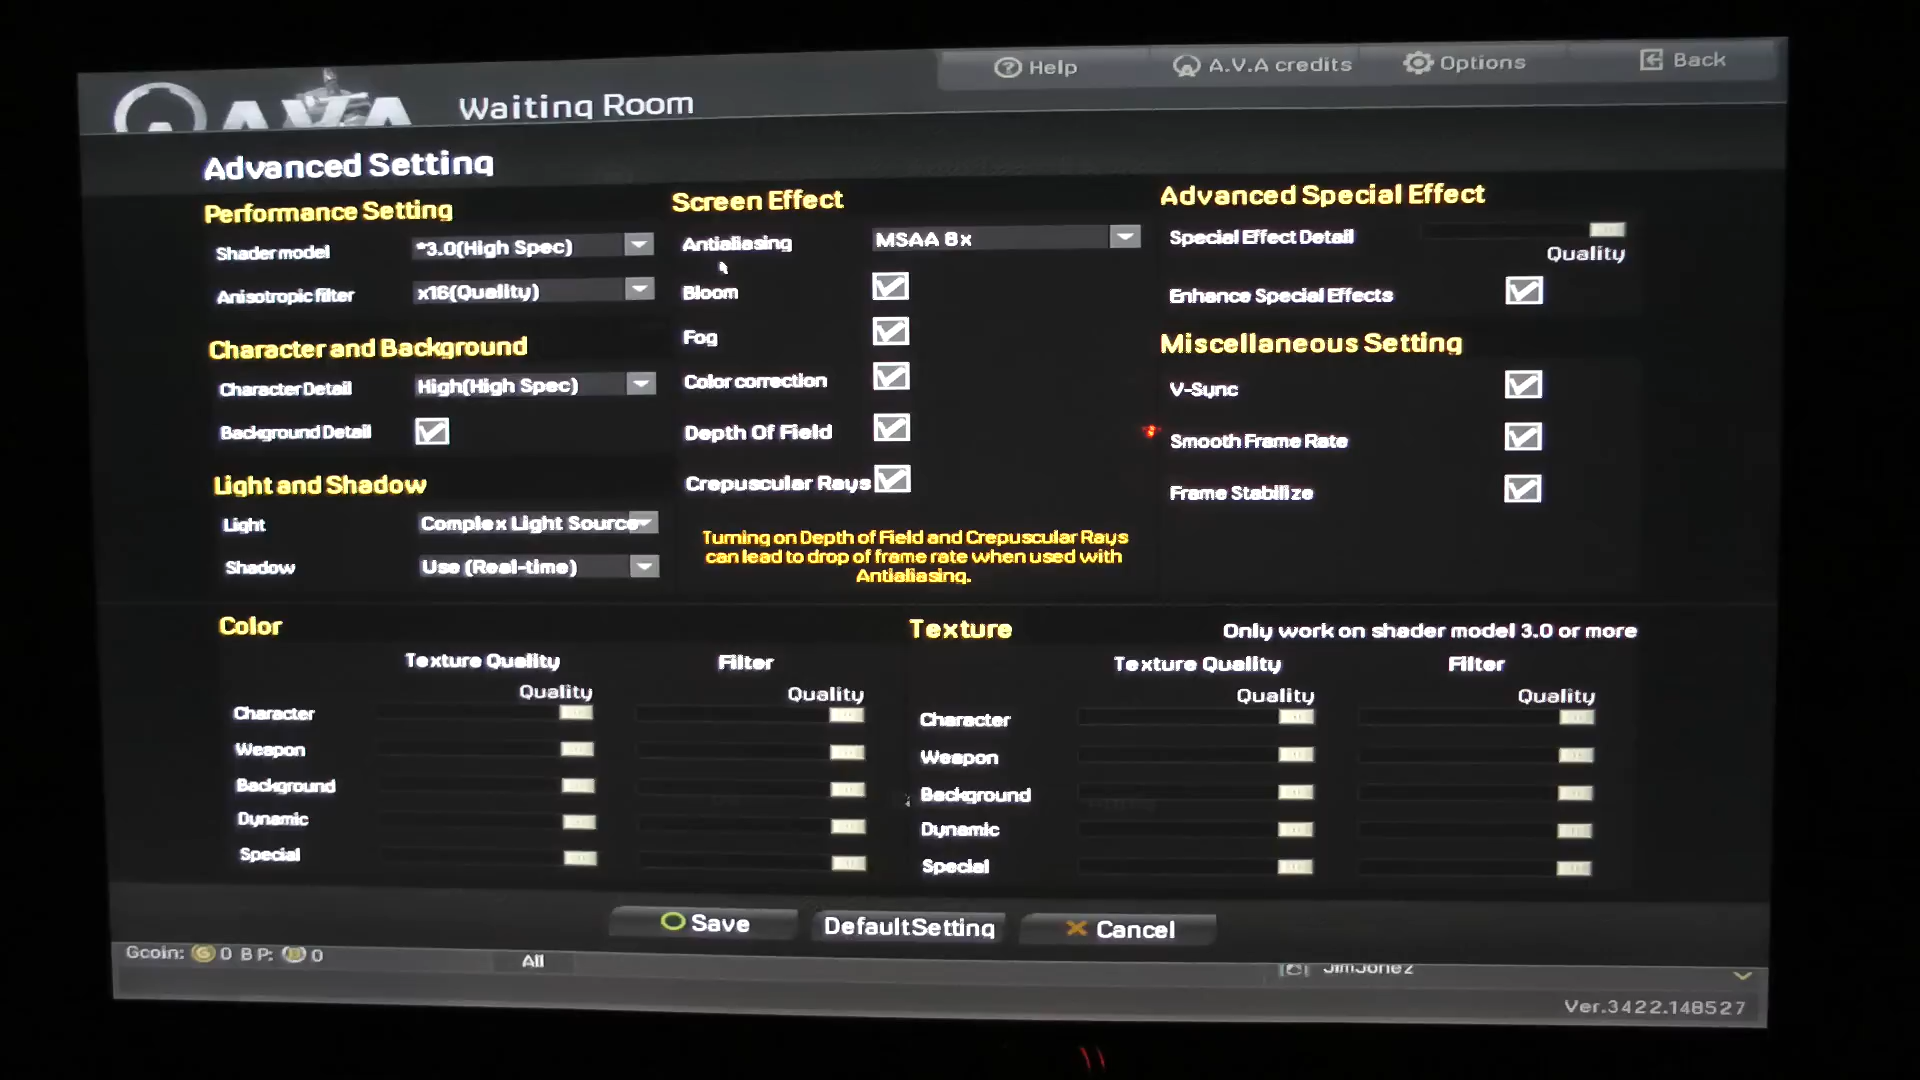 Help
A.V.A credits
Options
Back
AVA
Waiting Room
Advanced Setting
Performance Setting
Shader model *3.0(High Spec)
Anisotropic filter x16(Quality)
Character and Background
Character Detail High(High Spec)
Background Detail
Light and Shadow
Light Complex Light Source
Shadow Use (Real-time)
Screen Effect
Antialiasing MSAA 8x
Bloom
Fog
Color correction
Depth Of Field
Crepuscular Rays
Turning on Depth of Field and Crepuscular Rays
can lead to drop of frame rate when used with
Antialiasing.
Advanced Special Effect
Special Effect Detail
Quality
Enhance Special Effects
Miscellaneous Setting
V-Sync
Smooth Frame Rate
Frame Stabilize
Color
Texture Quality Filter
Quality Quality
Character
Weapon
Background
Dynamic
Special
Texture Only work on shader model 3.0 or more
Texture Quality Filter
Quality Quality
Character
Weapon
Background
Dynamic
Special
Save
Default Setting
Cancel
Gcoin: G 0 BP: B 0
All
JimJonez
Ver.3422.148527